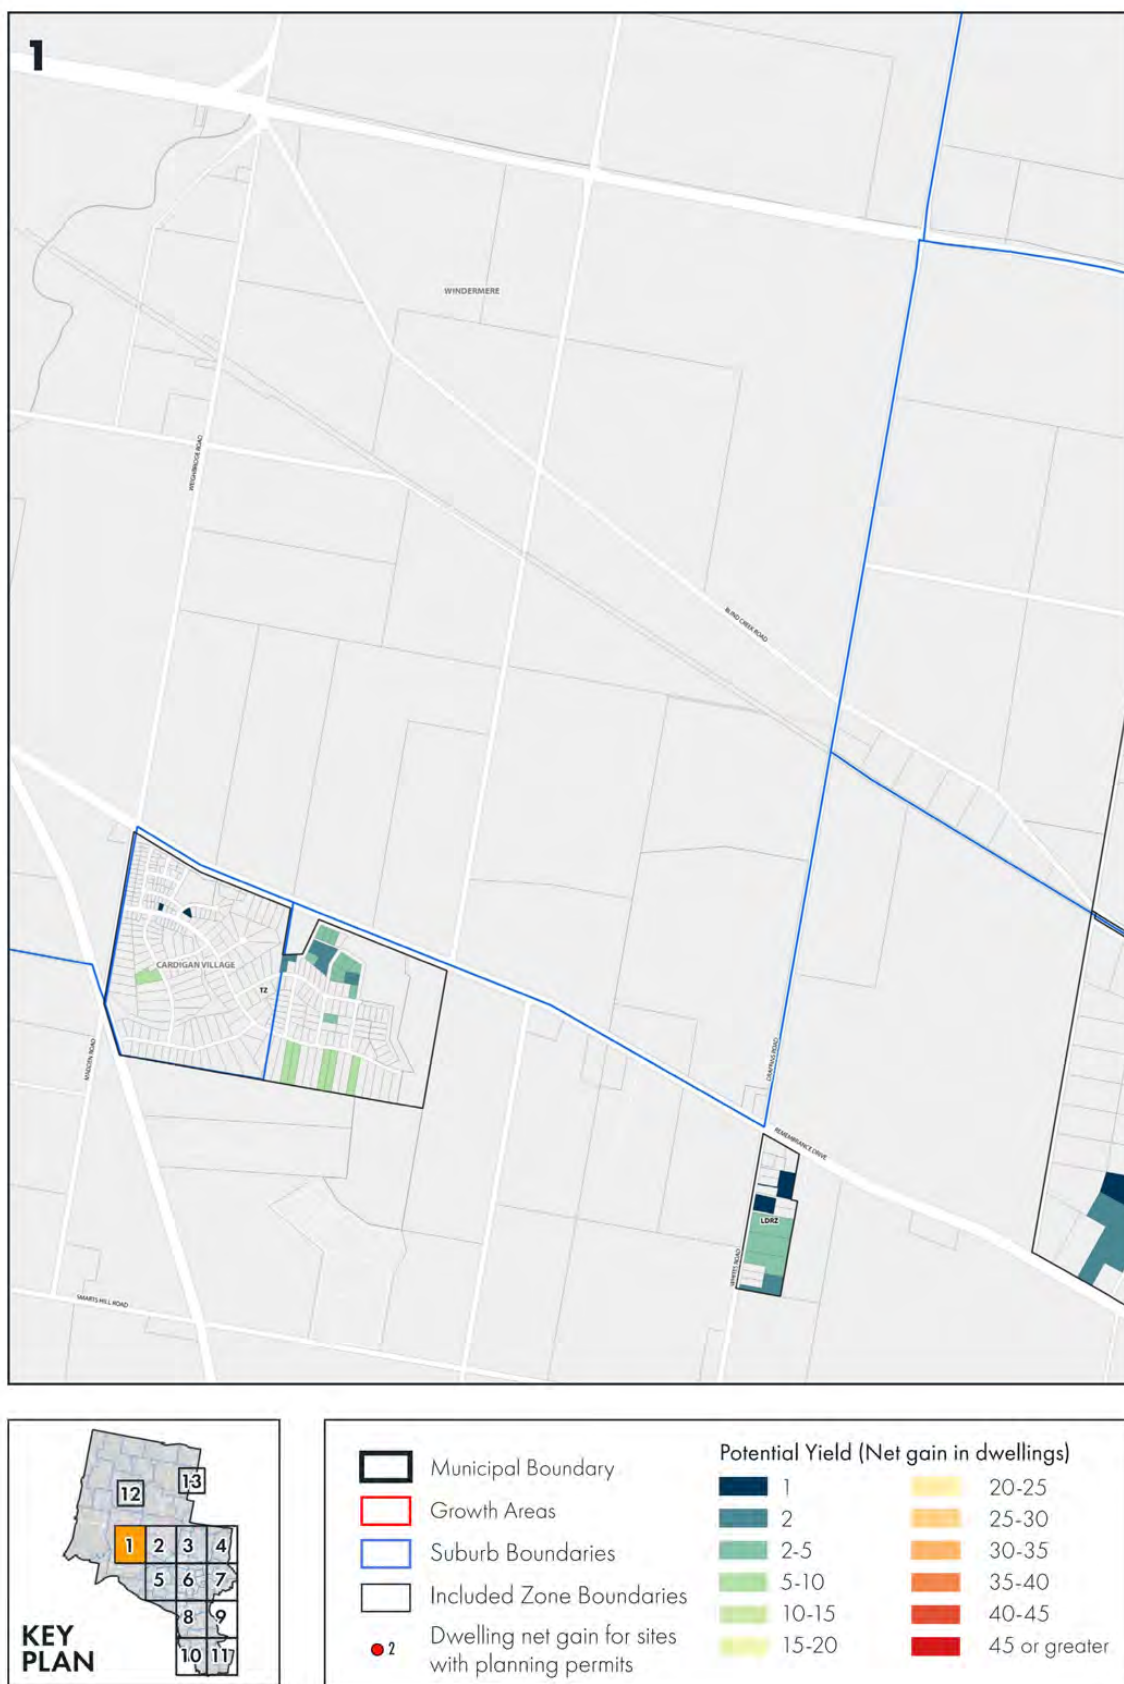 1
WINDERMERE
WEIGHBRIDGE ROAD
BLIND CREEK ROAD
CARDIGAN VILLAGE
TZ
MADDEN ROAD
DRAFFINS ROAD
REMEMBRANCE DRIVE
LDRZ
WHITES ROAD
SMARTS HILL ROAD
13
12
1 2 3 4
5 6 7
8 9
10 11
KEY
PLAN
Municipal Boundary
Growth Areas
Suburb Boundaries
Included Zone Boundaries
2 Dwelling net gain for sites
with planning permits
Potential Yield (Net gain in dwellings)
1
2
2-5
5-10
10-15
15-20
20-25
25-30
30-35
35-40
40-45
45 or greater